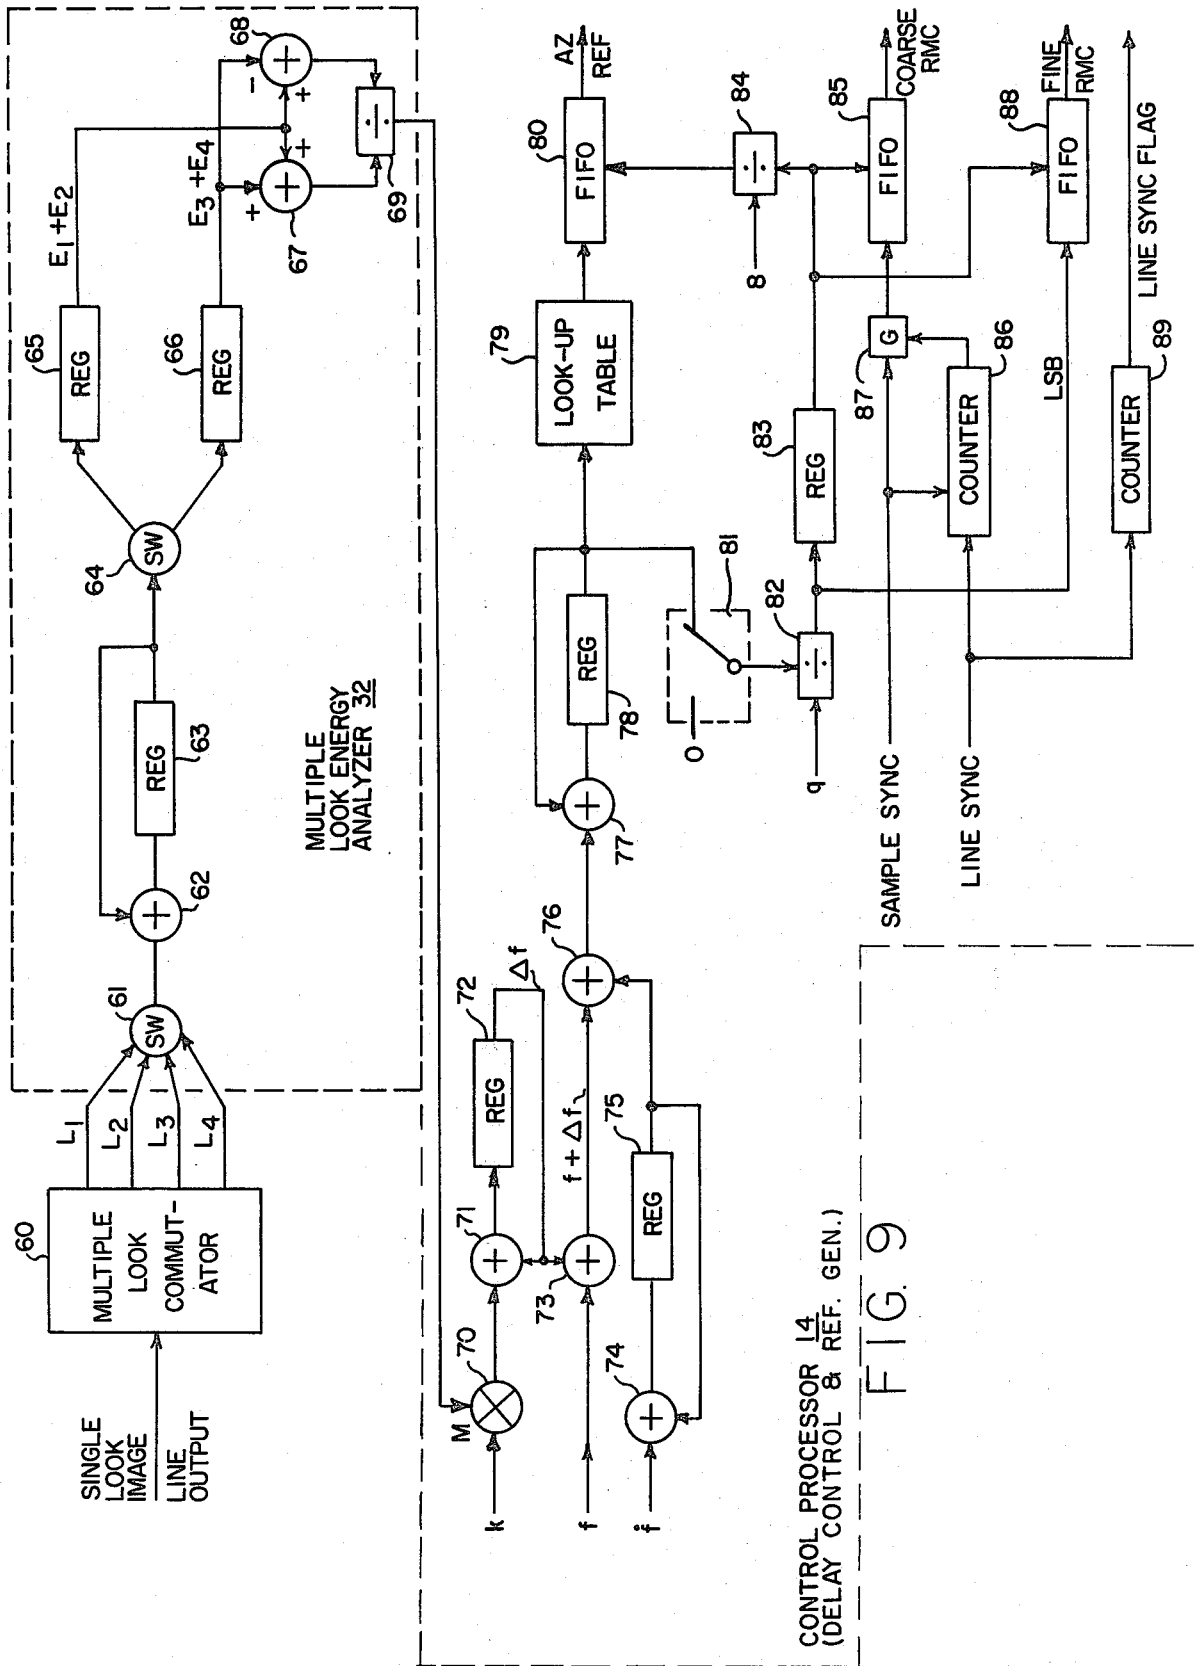 SINGLE
LOOK
IMAGE
LINE
OUTPUT
60
MULTIPLE
LOOK
COMMUT-
ATOR
L1
L2
L3
L4
61
SW
62
+
REG
63
64
SW
65
REG
66
REG
E1+E2
E3+E4
+
+
67
+
-
+
68
+
÷
69
MULTIPLE
LOOK ENERGY
ANALYZER 32
k
M
70
71
+
72
REG
Δf
f
73
+
f+Δf
76
+
ḟ
74
+
75
REG
77
+
REG
78
79
LOOK-UP
TABLE
80
FIFO
AZ
REF
0
81
q
82
÷
83
REG
8
84
÷
85
FIFO
COARSE
RMC
SAMPLE SYNC
87
G
86
COUNTER
LINE SYNC
LSB
88
FIFO
FINE
RMC
COUNTER
89
LINE SYNC FLAG
CONTROL PROCESSOR 14
(DELAY CONTROL & REF. GEN.)
FIG. 9